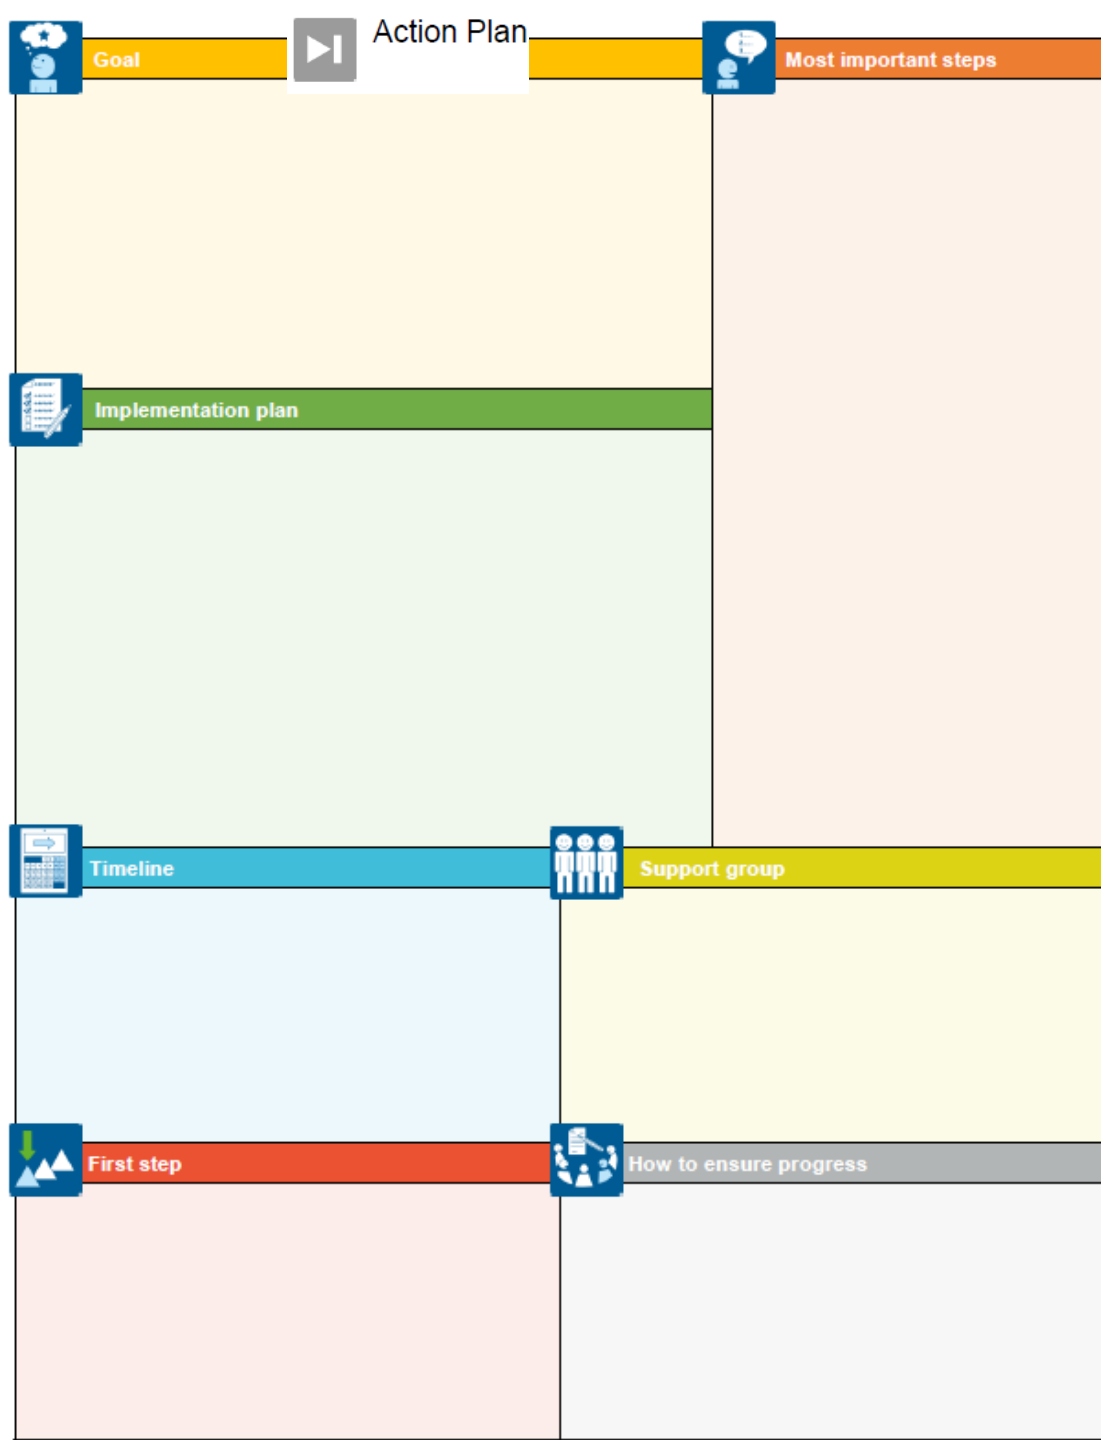 Action Plan
Goal
Most important steps
Implementation plan
Timeline
Support group
First step
How to ensure progress